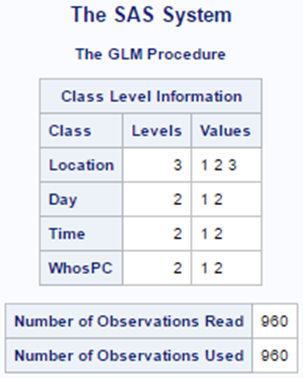 The SAS System
The GLM Procedure
Class Level Information
Class Levels Values
Location 3 1 2 3
Day 2 1 2
Time 2 1 2
WhosPC 2 1 2
Number of Observations Read 960
Number of Observations Used 960